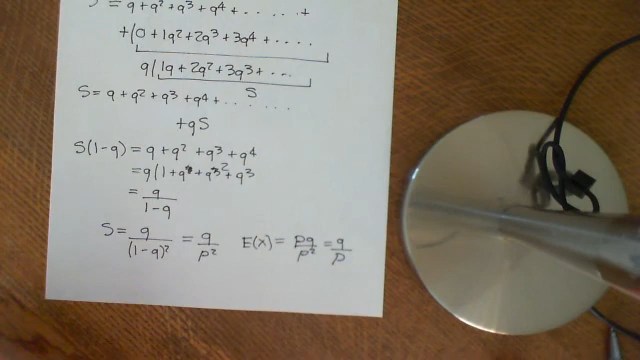 S = q + q² + q³ + q⁴ + . . . . . . +
+(0 + 1q² + 2q³ + 3q⁴ + . . . .
q(1q + 2q² + 3q³ + . . .
S
S = q + q² + q³ + q⁴ + . . . . . . .
+qS
S(1-q) = q + q² + q³ + q⁴
= q(1 + q + q² + q³
= q/(1-q)
S = q/(1-q)² = q/p² E(x) = pq/p² = q/p